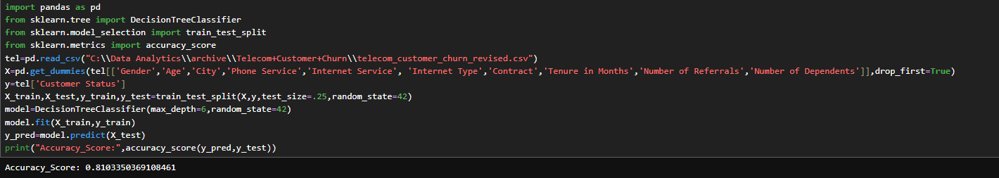 import pandas as pd
from sklearn.tree import DecisionTreeClassifier
from sklearn.model_selection import train_test_split
from sklearn.metrics import accuracy_score
tel=pd.read_csv("C:\\Data Analytics\\archive\\Telecom+Customer+Churn\\telecom_customer_churn_revised.csv")
X=pd.get_dummies(tel[['Gender','Age','City','Phone Service','Internet Service', 'Internet Type','Contract','Tenure in Months','Number of Referrals','Number of Dependents']],drop_first=True)
y=tel['Customer Status']
X_train,X_test,y_train,y_test=train_test_split(X,y,test_size=.25,random_state=42)
model=DecisionTreeClassifier(max_depth=6,random_state=42)
model.fit(X_train,y_train)
y_pred=model.predict(X_test)
print("Accuracy_Score:",accuracy_score(y_pred,y_test))
Accuracy_Score: 0.8103350369108461